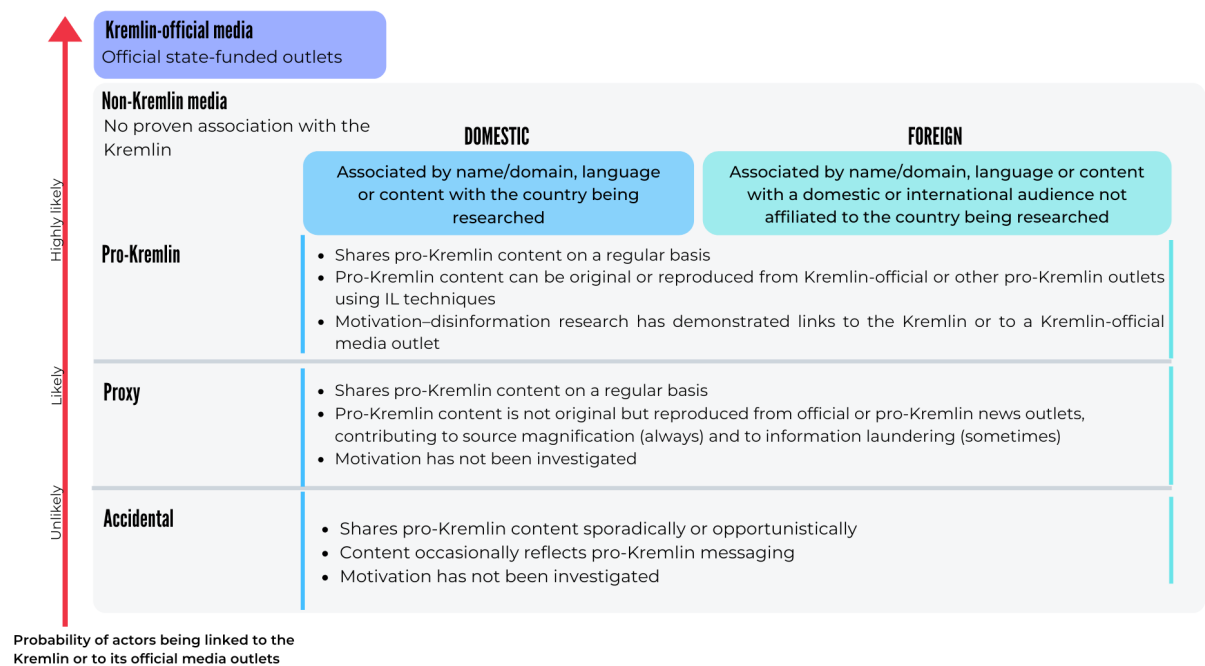 Kremlin-official media
Official state-funded outlets
Non-Kremlin media
No proven association with the
Kremlin
DOMESTIC
FOREIGN
Associated by name/domain, language
or content with the country being
researched
Associated by name/domain, language or content
with a domestic or international audience not
affiliated to the country being researched
Highly likely
Pro-Kremlin
• Shares pro-Kremlin content on a regular basis
• Pro-Kremlin content can be original or reproduced from Kremlin-official or other pro-Kremlin outlets
using IL techniques
• Motivation–disinformation research has demonstrated links to the Kremlin or to a Kremlin-official
media outlet
Likely
Proxy
• Shares pro-Kremlin content on a regular basis
• Pro-Kremlin content is not original but reproduced from official or pro-Kremlin news outlets,
contributing to source magnification (always) and to information laundering (sometimes)
• Motivation has not been investigated
Unlikely
Accidental
• Shares pro-Kremlin content sporadically or opportunistically
• Content occasionally reflects pro-Kremlin messaging
• Motivation has not been investigated
Probability of actors being linked to the
Kremlin or to its official media outlets